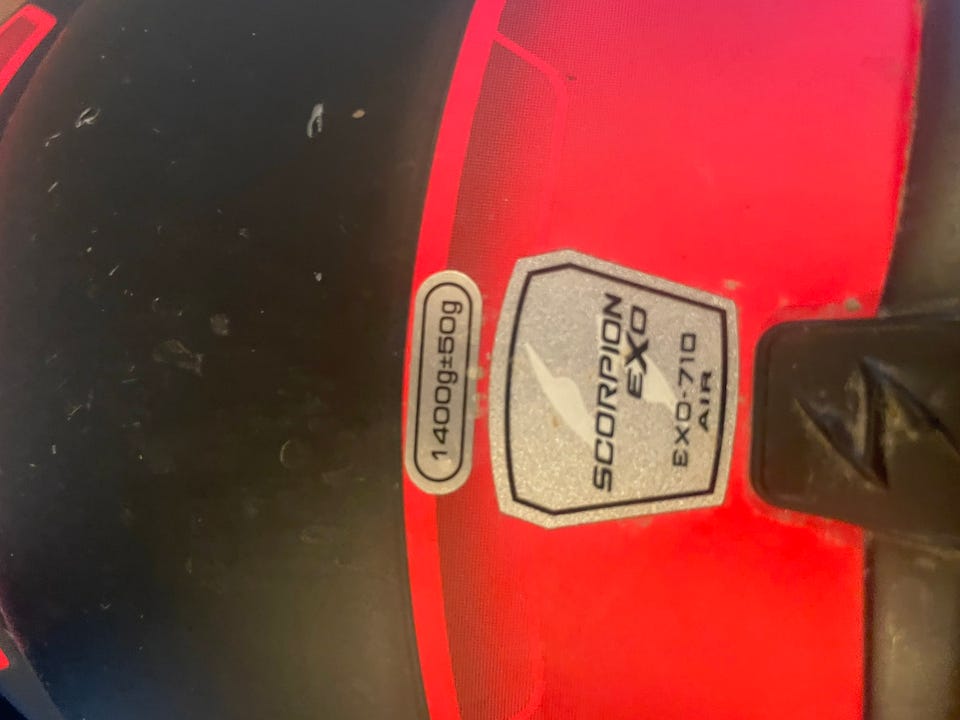 1400g±50g
SCORPION
EXO
EXO-710
AIR